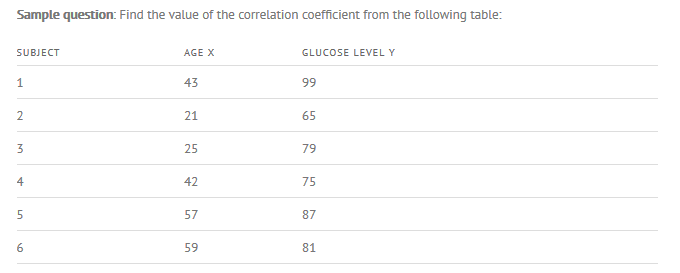 Sample question: Find the value of the correlation coefficient from the following table:
SUBJECT AGE X GLUCOSE LEVEL Y
1 43 99
2 21 65
3 25 79
4 42 75
5 57 87
6 59 81